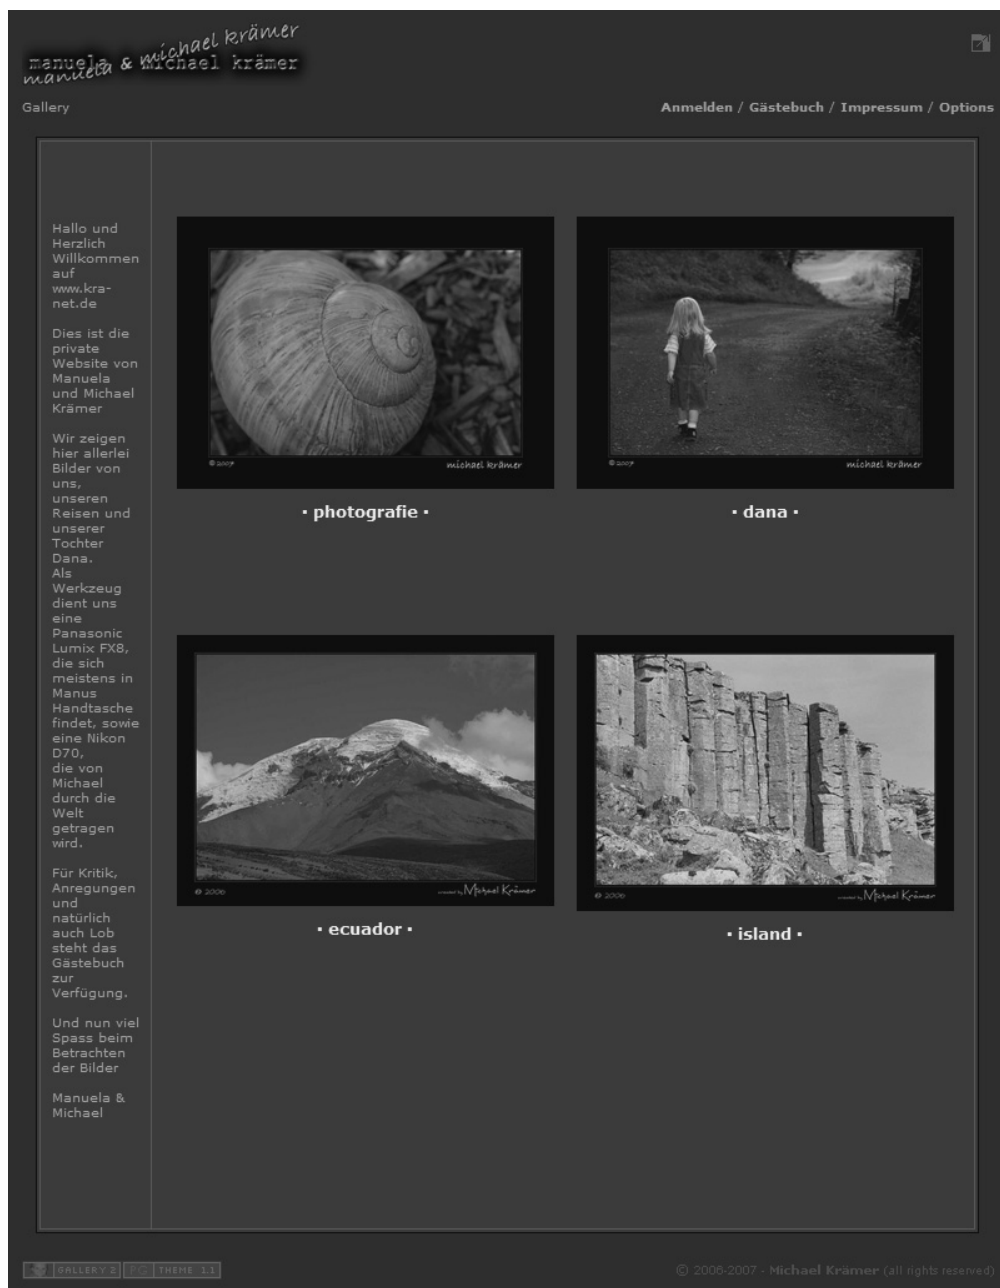 manuela & michael krämer
manuela & michael krämer
Gallery
Anmelden / Gästebuch / Impressum / Options
Hallo und
Herzlich
Willkommen
auf
www.kra-
net.de
Dies ist die
private
Website von
Manuela
und Michael
Krämer
Wir zeigen
hier allerlei
Bilder von
uns,
unseren
Reisen und
unserer
Tochter
Dana.
Als
Werkzeug
dient uns
eine
Panasonic
Lumix FX8,
die sich
meistens in
Manus
Handtasche
findet, sowie
eine Nikon
D70,
die von
Michael
durch die
Welt
getragen
wird.
Für Kritik,
Anregungen
und
natürlich
auch Lob
steht das
Gästebuch
zur
Verfügung.
Und nun viel
Spass beim
Betrachten
der Bilder
Manuela &
Michael
© 2007 michael krämer
· photografie ·
© 2007 michael krämer
· dana ·
© 2006 created by Michael Krämer
· ecuador ·
© 2006 created by Michael Krämer
· island ·
GALLERY 2 PG THEME 1.1
© 2006-2007 - Michael Krämer (all rights reserved)